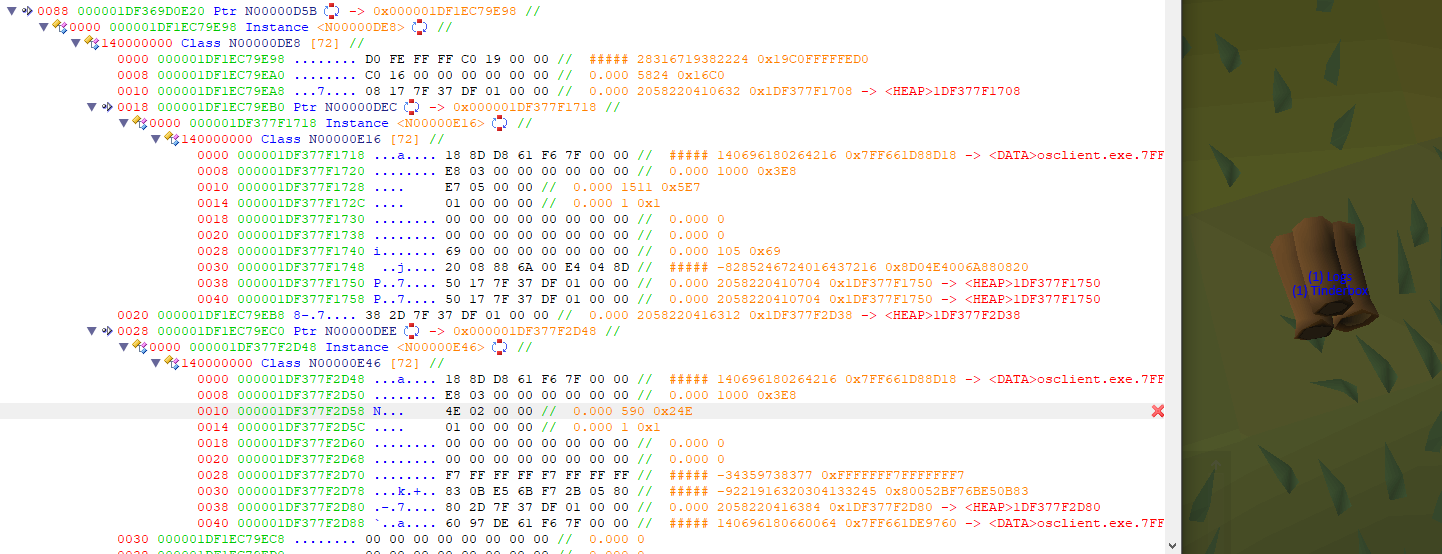 0088 000001DF369D0E20 Ptr N00000D5B -> 0x000001DF1EC79E98 //
0000 000001DF1EC79E98 Instance <N00000DE8> //
140000000 Class N00000DE8 [72] //
0000 000001DF1EC79E98 ........ D0 FE FF FF C0 19 00 00 // ##### 28316719382224 0x19C0FFFFFED0
0008 000001DF1EC79EA0 ........ C0 16 00 00 00 00 00 00 // 0.000 5824 0x16C0
0010 000001DF1EC79EA8 ...7.... 08 17 7F 37 DF 01 00 00 // 0.000 2058220410632 0x1DF377F1708 -> <HEAP>1DF377F1708
0018 000001DF1EC79EB0 Ptr N00000DEC -> 0x000001DF377F1718 //
0000 000001DF377F1718 Instance <N00000E16> //
140000000 Class N00000E16 [72] //
0000 000001DF377F1718 ...a.... 18 8D D8 61 F6 7F 00 00 // ##### 140696180264216 0x7FF661D88D18 -> <DATA>osclient.exe.7FF
0008 000001DF377F1720 ........ E8 03 00 00 00 00 00 00 // 0.000 1000 0x3E8
0010 000001DF377F1728 .... E7 05 00 00 // 0.000 1511 0x5E7
0014 000001DF377F172C .... 01 00 00 00 // 0.000 1 0x1
0018 000001DF377F1730 ........ 00 00 00 00 00 00 00 00 // 0.000 0
0020 000001DF377F1738 ........ 00 00 00 00 00 00 00 00 // 0.000 0
0028 000001DF377F1740 i....... 69 00 00 00 00 00 00 00 // 0.000 105 0x69
0030 000001DF377F1748 ..j.... 20 08 88 6A 00 E4 04 8D // ##### -8285246724016437216 0x8D04E4006A880820
0038 000001DF377F1750 P..7.... 50 17 7F 37 DF 01 00 00 // 0.000 2058220410704 0x1DF377F1750 -> <HEAP>1DF377F1750
0040 000001DF377F1758 P..7.... 50 17 7F 37 DF 01 00 00 // 0.000 2058220410704 0x1DF377F1750 -> <HEAP>1DF377F1750
0020 000001DF1EC79EB8 8-.7.... 38 2D 7F 37 DF 01 00 00 // 0.000 2058220416312 0x1DF377F2D38 -> <HEAP>1DF377F2D38
0028 000001DF1EC79EC0 Ptr N00000DEE -> 0x000001DF377F2D48 //
0000 000001DF377F2D48 Instance <N00000E46> //
140000000 Class N00000E46 [72] //
0000 000001DF377F2D48 ...a.... 18 8D D8 61 F6 7F 00 00 // ##### 140696180264216 0x7FF661D88D18 -> <DATA>osclient.exe.7FF
0008 000001DF377F2D50 ........ E8 03 00 00 00 00 00 00 // 0.000 1000 0x3E8
0010 000001DF377F2D58 N... 4E 02 00 00 // 0.000 590 0x24E
0014 000001DF377F2D5C .... 01 00 00 00 // 0.000 1 0x1
0018 000001DF377F2D60 ........ 00 00 00 00 00 00 00 00 // 0.000 0
0020 000001DF377F2D68 ........ 00 00 00 00 00 00 00 00 // 0.000 0
0028 000001DF377F2D70 ........ F7 FF FF FF F7 FF FF FF // ##### -34359738377 0xFFFFFFF7FFFFFFF7
0030 000001DF377F2D78 ...k.+.. 83 0B E5 6B F7 2B 05 80 // ##### -9221916320304133245 0x80052BF76BE50B83
0038 000001DF377F2D80 .-.7.... 80 2D 7F 37 DF 01 00 00 // 0.000 2058220416384 0x1DF377F2D80 -> <HEAP>1DF377F2D80
0040 000001DF377F2D88 `..a.... 60 97 DE 61 F6 7F 00 00 // ##### 140696180660064 0x7FF661DE9760 -> <DATA>osclient.exe.7FF
0030 000001DF1EC79EC8 ........ 00 00 00 00 00 00 00 00 // 0.000 0
(1) Logs
(1) Tinderbox